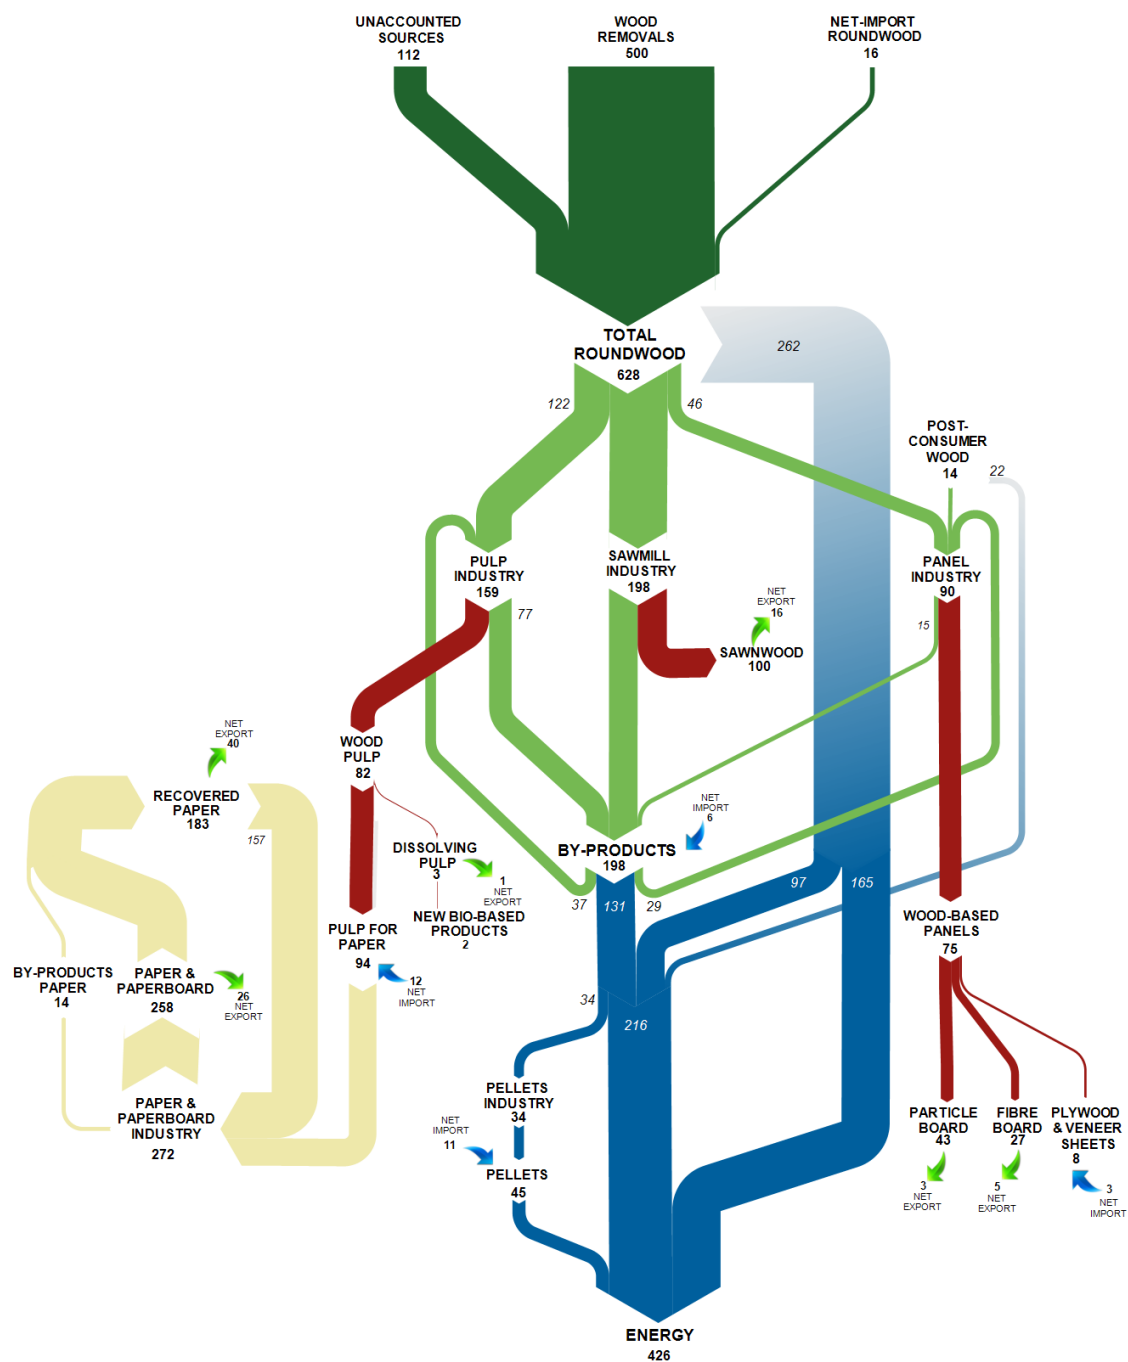 UNACCOUNTED
SOURCES
112
WOOD
REMOVALS
500
NET-IMPORT
ROUNDWOOD
16
TOTAL
ROUNDWOOD
628
262
122
46
POST-
CONSUMER
WOOD
14
22
PULP
INDUSTRY
159
SAWMILL
INDUSTRY
198
PANEL
INDUSTRY
90
77
15
NET
EXPORT
16
SAWNWOOD
100
NET
EXPORT
40
WOOD
PULP
82
RECOVERED
PAPER
183
157
NET
IMPORT
6
DISSOLVING
PULP
3
BY-PRODUCTS
198
1
NET
EXPORT
97
165
37
131
29
NEW BIO-BASED
PRODUCTS
2
PULP FOR
PAPER
94
WOOD-BASED
PANELS
75
BY-PRODUCTS
PAPER
14
PAPER &
PAPERBOARD
258
26
NET
EXPORT
12
NET
IMPORT
34
216
PAPER &
PAPERBOARD
INDUSTRY
272
PELLETS
INDUSTRY
34
NET
IMPORT
11
PELLETS
45
PARTICLE
BOARD
43
FIBRE
BOARD
27
PLYWOOD
& VENEER
SHEETS
8
3
NET
EXPORT
5
NET
EXPORT
3
NET
IMPORT
ENERGY
426